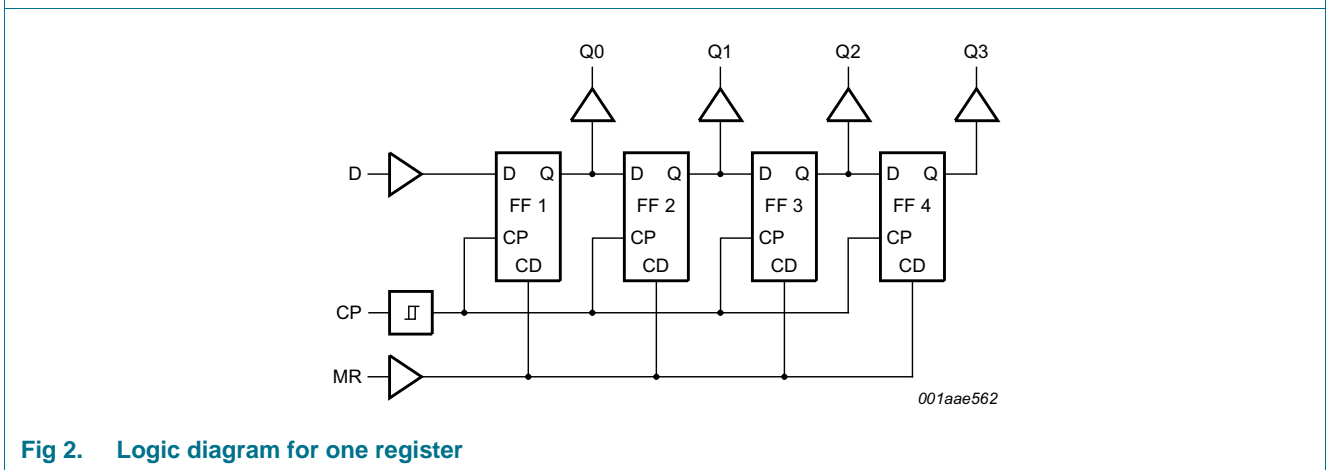 Q0 Q1 Q2 Q3
D
D Q D Q D Q D Q
FF 1 FF 2 FF 3 FF 4
CP CP CP CP
CD CD CD CD
CP
MR
001aae562
Fig 2. Logic diagram for one register